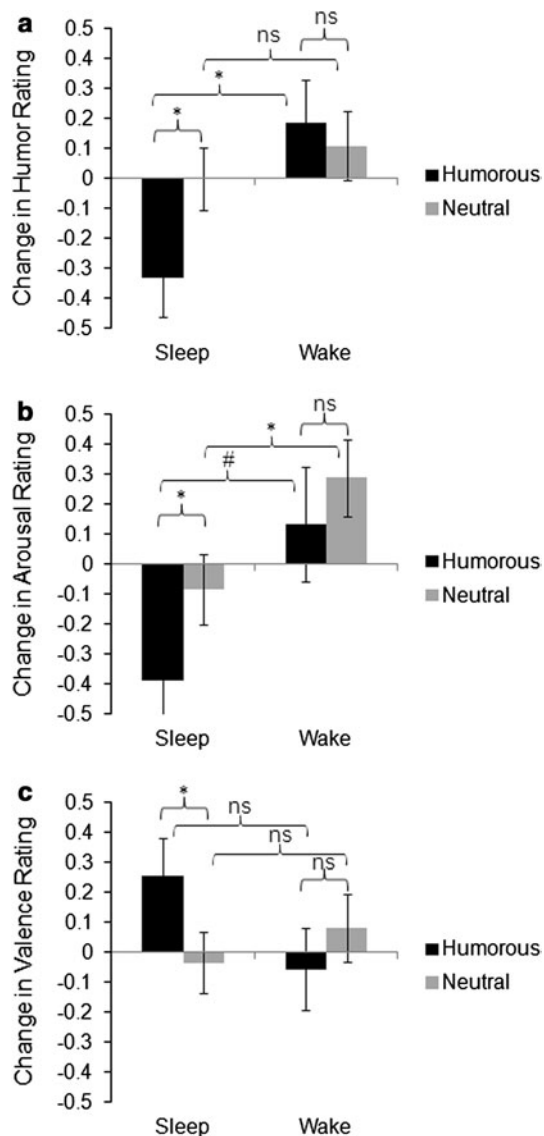 a
Change in Humor Rating
0.5
0.4
0.3
0.2
0.1
0
-0.1
-0.2
-0.3
-0.4
-0.5
*
*
ns
ns
Sleep
Wake
Humorous
Neutral
b
Change in Arousal Rating
0.5
0.4
0.3
0.2
0.1
0
-0.1
-0.2
-0.3
-0.4
-0.5
*
#
*
ns
Sleep
Wake
Humorous
Neutral
c
Change in Valence Rating
0.5
0.4
0.3
0.2
0.1
0
-0.1
-0.2
-0.3
-0.4
-0.5
*
ns
ns
ns
Sleep
Wake
Humorous
Neutral